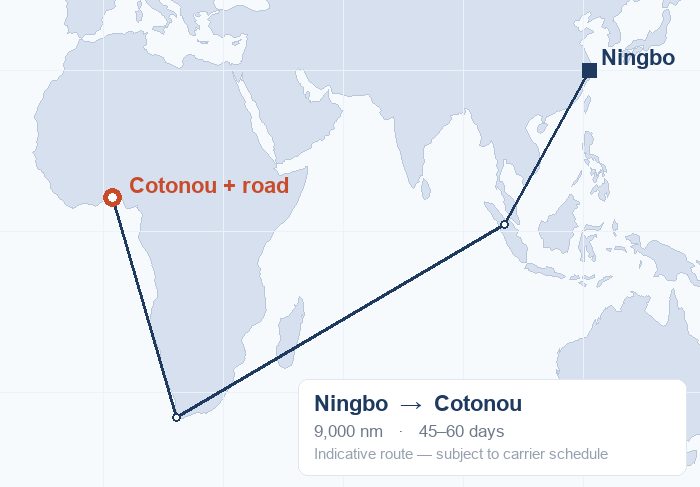 Ningbo
Cotonou + road
Ningbo → Cotonou
9,000 nm · 45–60 days
Indicative route — subject to carrier schedule